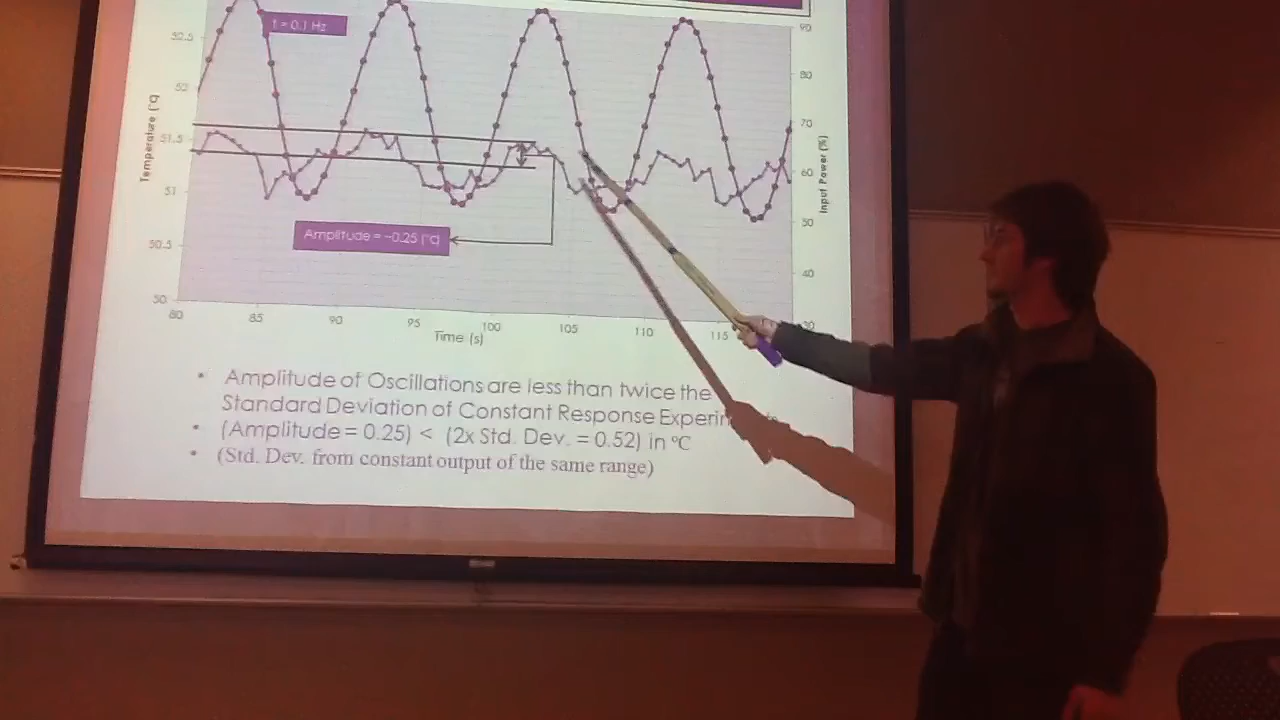 f = 0.1 Hz
52.5
52
51.5
51
50.5
50
Temperature (°C)
90
80
70
60
50
40
30
Input Power (%)
Amplitude = ~0.25 (°C)
80 85 90 95 100 105 110 115
Time (s)
• Amplitude of Oscillations are less than twice the
Standard Deviation of Constant Response
• (Amplitude = 0.25) < (2x Std. Dev. = 0.52) in °C
• (Std. Dev. from constant output of the same range)